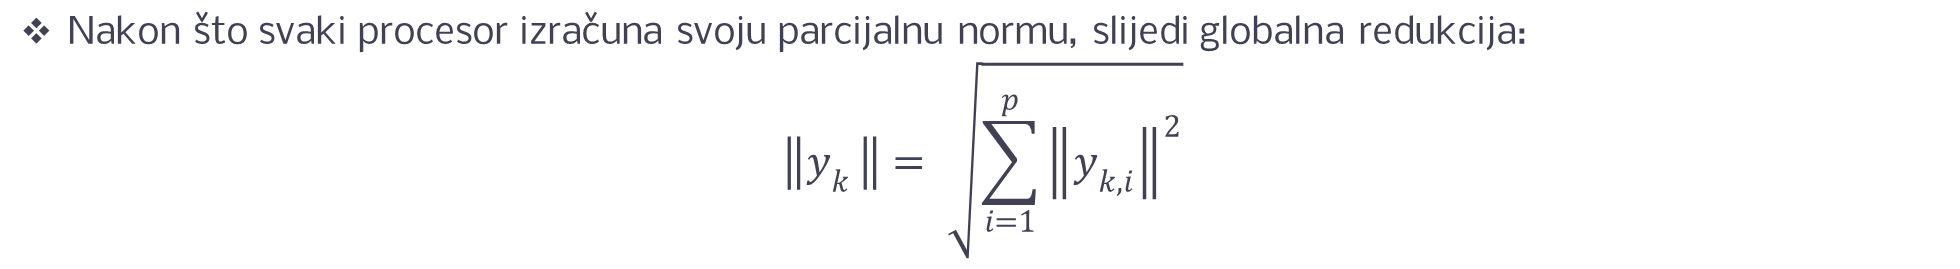 ❖ Nakon što svaki procesor izračuna svoju parcijalnu normu, slijedi globalna redukcija:
‖y_k‖ = √(∑_{i=1}^{p} ‖y_{k,i}‖²)